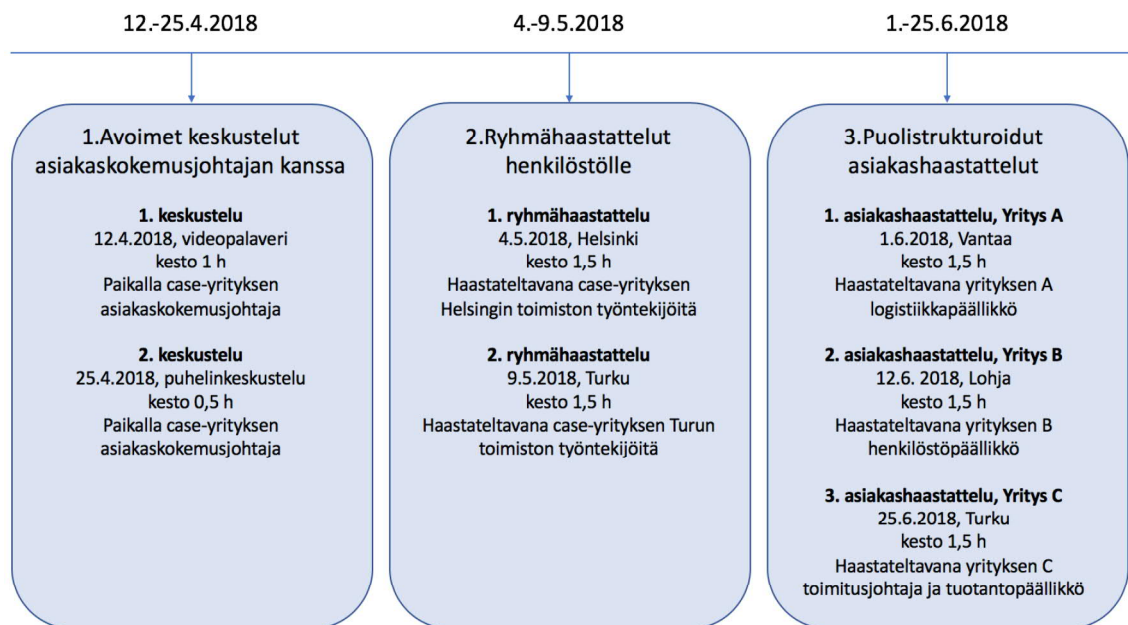 12.-25.4.2018
4.-9.5.2018
1.-25.6.2018
1.Avoimet keskustelut
asiakaskokemusjohtajan kanssa
1. keskustelu
12.4.2018, videopalaveri
kesto 1 h
Paikalla case-yrityksen
asiakaskokemusjohtaja
2. keskustelu
25.4.2018, puhelinkeskustelu
kesto 0,5 h
Paikalla case-yrityksen
asiakaskokemusjohtaja
2.Ryhmähaastattelut
henkilöstölle
1. ryhmähaastattelu
4.5.2018, Helsinki
kesto 1,5 h
Haastateltavana case-yrityksen
Helsingin toimiston työntekijöitä
2. ryhmähaastattelu
9.5.2018, Turku
kesto 1,5 h
Haastateltavana case-yrityksen Turun
toimiston työntekijöitä
3.Puolistrukturoidut
asiakashaastattelut
1. asiakashaastattelu, Yritys A
1.6.2018, Vantaa
kesto 1,5 h
Haastateltavana yrityksen A
logistiikkapäällikkö
2. asiakashaastattelu, Yritys B
12.6. 2018, Lohja
kesto 1,5 h
Haastateltavana yrityksen B
henkilöstöpäällikkö
3. asiakashaastattelu, Yritys C
25.6.2018, Turku
kesto 1,5 h
Haastateltavana yrityksen C
toimitusjohtaja ja tuotantopäällikkö